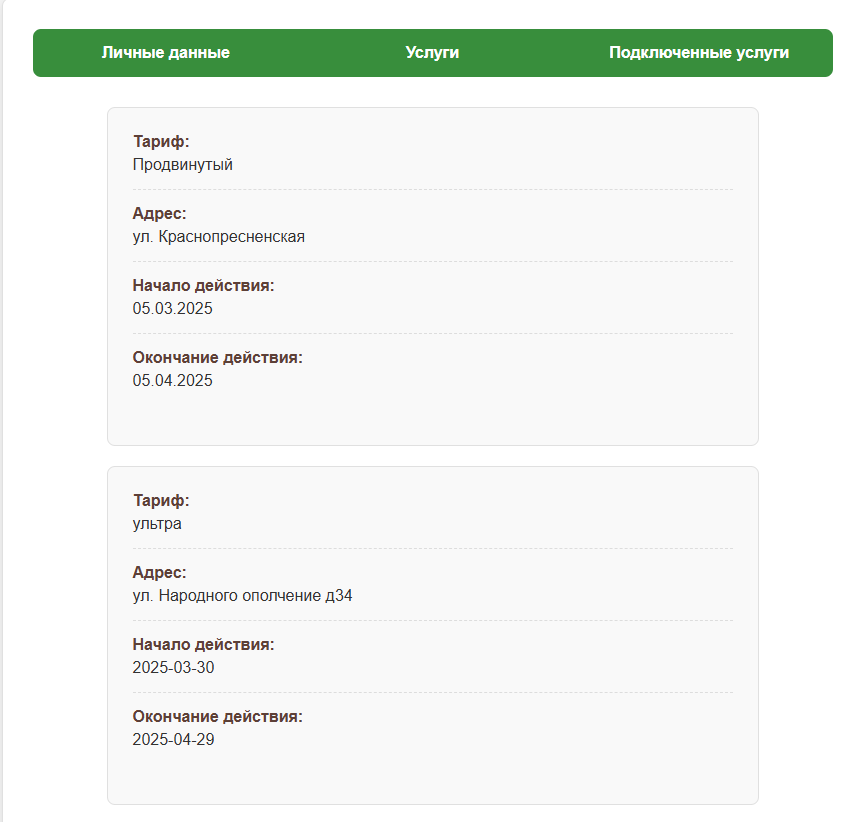 Личные данные Услуги Подключенные услуги
Тариф:
Продвинутый
Адрес:
ул. Краснопресненская
Начало действия:
05.03.2025
Окончание действия:
05.04.2025
Тариф:
ультра
Адрес:
ул. Народного ополчение д34
Начало действия:
2025-03-30
Окончание действия:
2025-04-29